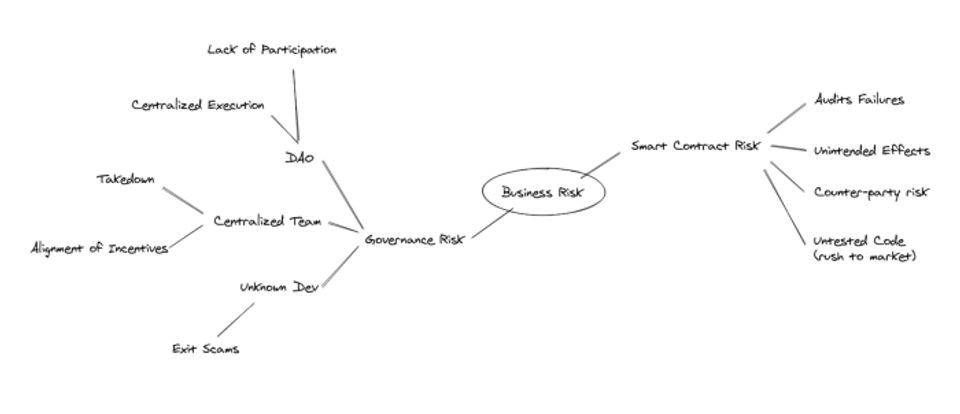 Lack of Participation
Centralized Execution
DAO
Takedown
Centralized Team
Alignment of Incentives
Governance Risk
Unknown Dev
Exit Scams
Business Risk
Smart Contract Risk
Audits Failures
Unintended Effects
Counter-party risk
Untested Code
(rush to market)